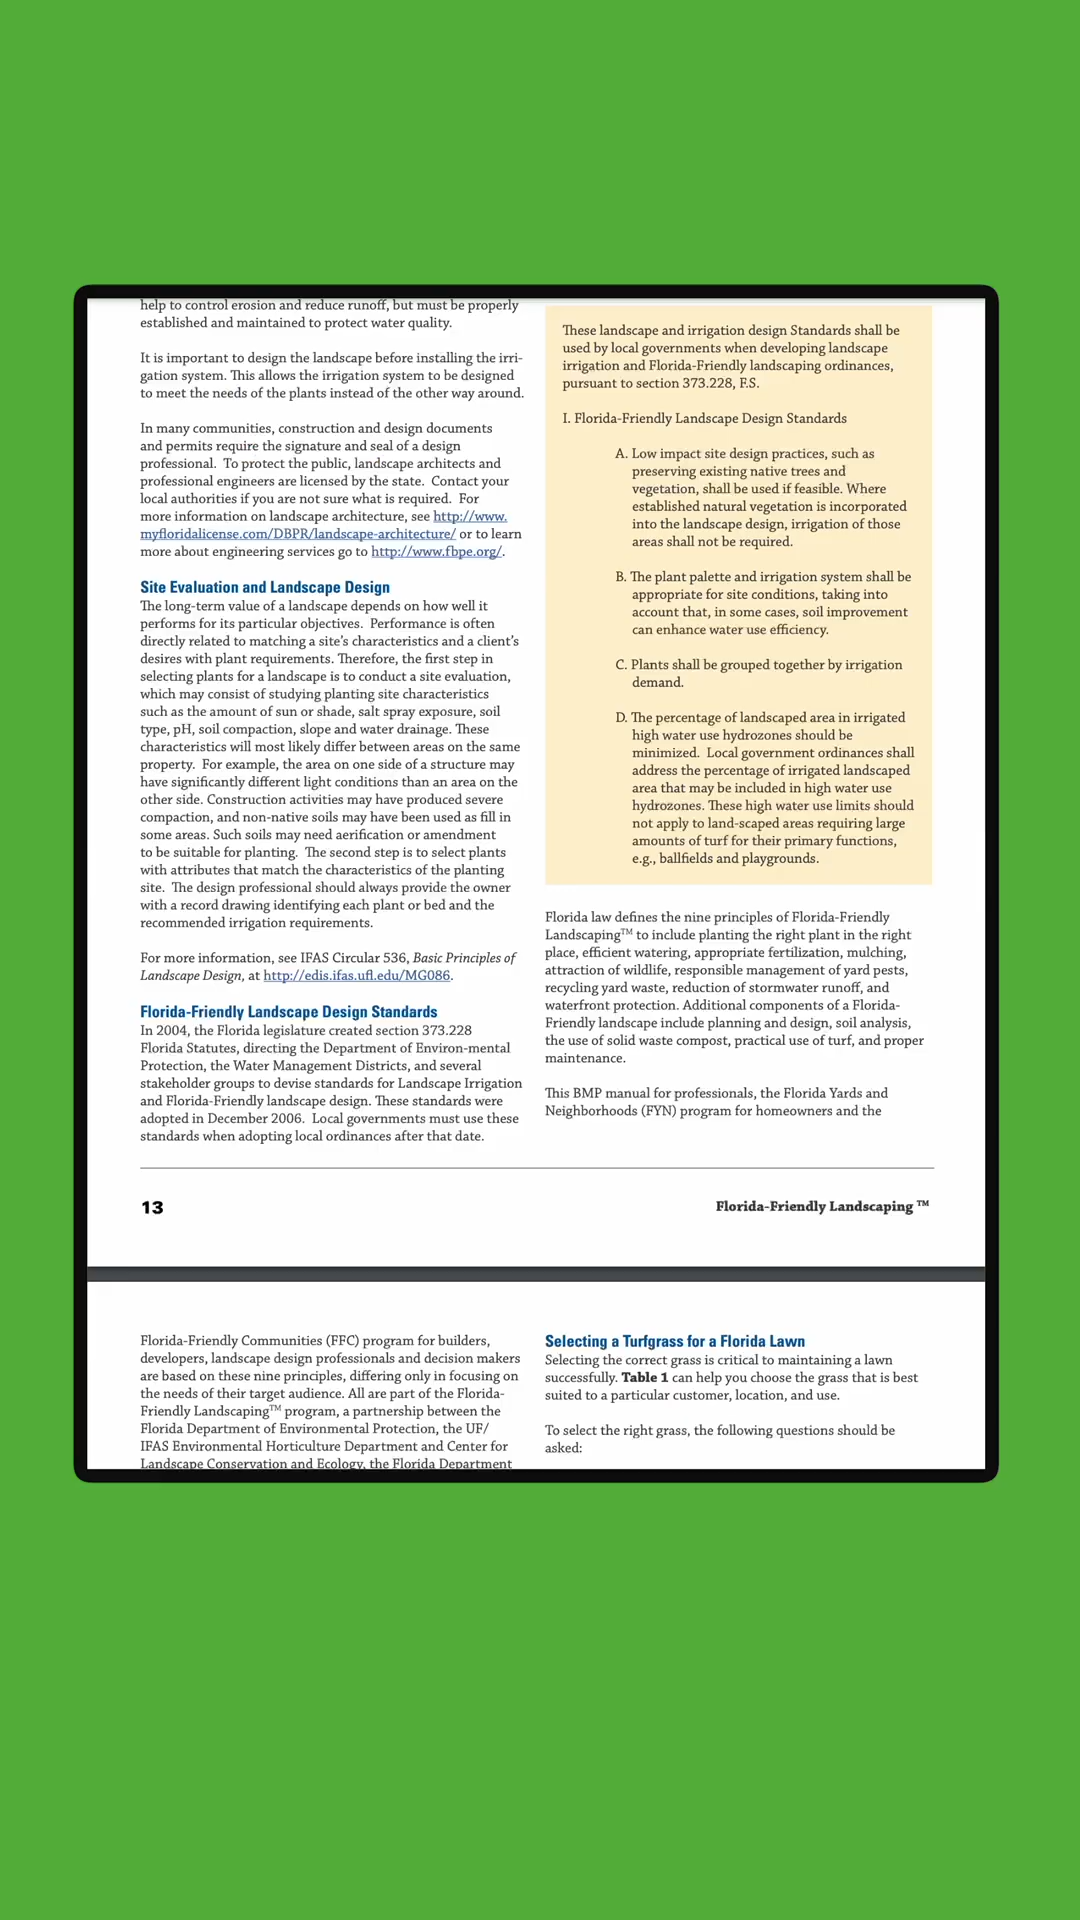 help to control erosion and reduce runoff, but must be properly
established and maintained to protect water quality.
It is important to design the landscape before installing the irri-
gation system. This allows the irrigation system to be designed
to meet the needs of the plants instead of the other way around.
In many communities, construction and design documents
and permits require the signature and seal of a design
professional. To protect the public, landscape architects and
professional engineers are licensed by the state. Contact your
local authorities if you are not sure what is required. For
more information on landscape architecture, see http://www.
myfloridalicense.com/DBPR/landscape-architecture/ or to learn
more about engineering services go to http://www.fbpe.org/.
Site Evaluation and Landscape Design
The long-term value of a landscape depends on how well it
performs for its particular objectives. Performance is often
directly related to matching a site's characteristics and a client's
desires with plant requirements. Therefore, the first step in
selecting plants for a landscape is to conduct a site evaluation,
which may consist of studying planting site characteristics
such as the amount of sun or shade, salt spray exposure, soil
type, pH, soil compaction, slope and water drainage. These
characteristics will most likely differ between areas on the same
property. For example, the area on one side of a structure may
have significantly different light conditions than an area on the
other side. Construction activities may have produced severe
compaction, and non-native soils may have been used as fill in
some areas. Such soils may need aerification or amendment
to be suitable for planting. The second step is to select plants
with attributes that match the characteristics of the planting
site. The design professional should always provide the owner
with a record drawing identifying each plant or bed and the
recommended irrigation requirements.
For more information, see IFAS Circular 536, Basic Principles of
Landscape Design, at http://edis.ifas.ufl.edu/MG086.
Florida-Friendly Landscape Design Standards
In 2004, the Florida legislature created section 373.228
Florida Statutes, directing the Department of Environ-mental
Protection, the Water Management Districts, and several
stakeholder groups to devise standards for Landscape Irrigation
and Florida-Friendly landscape design. These standards were
adopted in December 2006. Local governments must use these
standards when adopting local ordinances after that date.
These landscape and irrigation design Standards shall be
used by local governments when developing landscape
irrigation and Florida-Friendly landscaping ordinances,
pursuant to section 373.228, F.S.
I. Florida-Friendly Landscape Design Standards
A. Low impact site design practices, such as
preserving existing native trees and
vegetation, shall be used if feasible. Where
established natural vegetation is incorporated
into the landscape design, irrigation of those
areas shall not be required.
B. The plant palette and irrigation system shall be
appropriate for site conditions, taking into
account that, in some cases, soil improvement
can enhance water use efficiency.
C. Plants shall be grouped together by irrigation
demand.
D. The percentage of landscaped area in irrigated
high water use hydrozones should be
minimized. Local government ordinances shall
address the percentage of irrigated landscaped
area that may be included in high water use
hydrozones. These high water use limits should
not apply to land-scaped areas requiring large
amounts of turf for their primary functions,
e.g., ballfields and playgrounds.
Florida law defines the nine principles of Florida-Friendly
Landscaping™ to include planting the right plant in the right
place, efficient watering, appropriate fertilization, mulching,
attraction of wildlife, responsible management of yard pests,
recycling yard waste, reduction of stormwater runoff, and
waterfront protection. Additional components of a Florida-
Friendly landscape include planning and design, soil analysis,
the use of solid waste compost, practical use of turf, and proper
maintenance.
This BMP manual for professionals, the Florida Yards and
Neighborhoods (FYN) program for homeowners and the
13
Florida-Friendly Landscaping ™
Florida-Friendly Communities (FFC) program for builders,
developers, landscape design professionals and decision makers
are based on these nine principles, differing only in focusing on
the needs of their target audience. All are part of the Florida-
Friendly Landscaping™ program, a partnership between the
Florida Department of Environmental Protection, the UF/
IFAS Environmental Horticulture Department and Center for
Landscape Conservation and Ecology, the Florida Department
Selecting a Turfgrass for a Florida Lawn
Selecting the correct grass is critical to maintaining a lawn
successfully. Table 1 can help you choose the grass that is best
suited to a particular customer, location, and use.
To select the right grass, the following questions should be
asked: